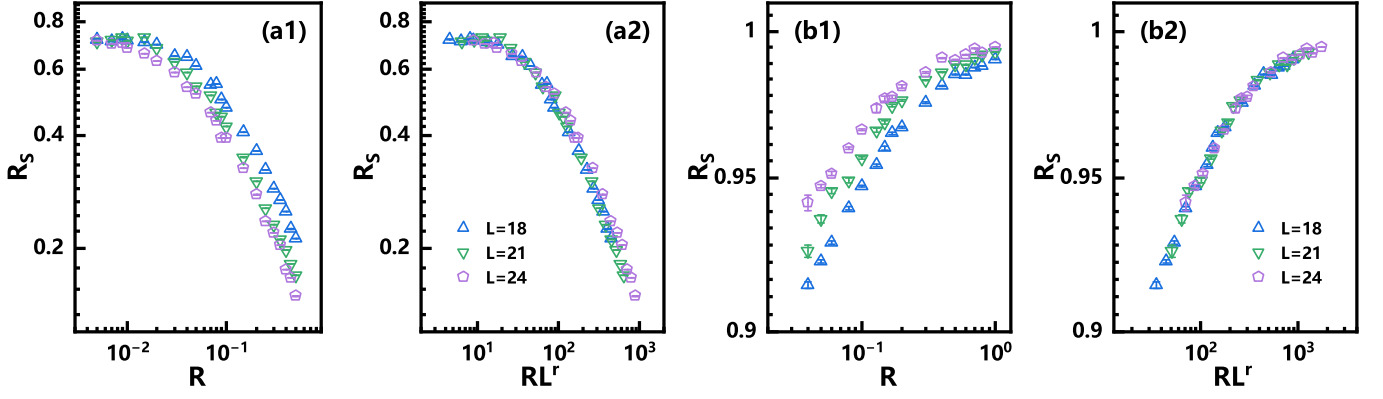 (a1)
R_S
0.8
0.6
0.4
0.2
10^-2
10^-1
R
(a2)
R_S
0.8
0.6
0.4
0.2
L=18
L=21
L=24
10^1
10^2
10^3
RL^r
(b1)
R_S
1
0.95
0.9
10^-1
10^0
R
(b2)
R_S
1
0.95
0.9
L=18
L=21
L=24
10^2
10^3
RL^r